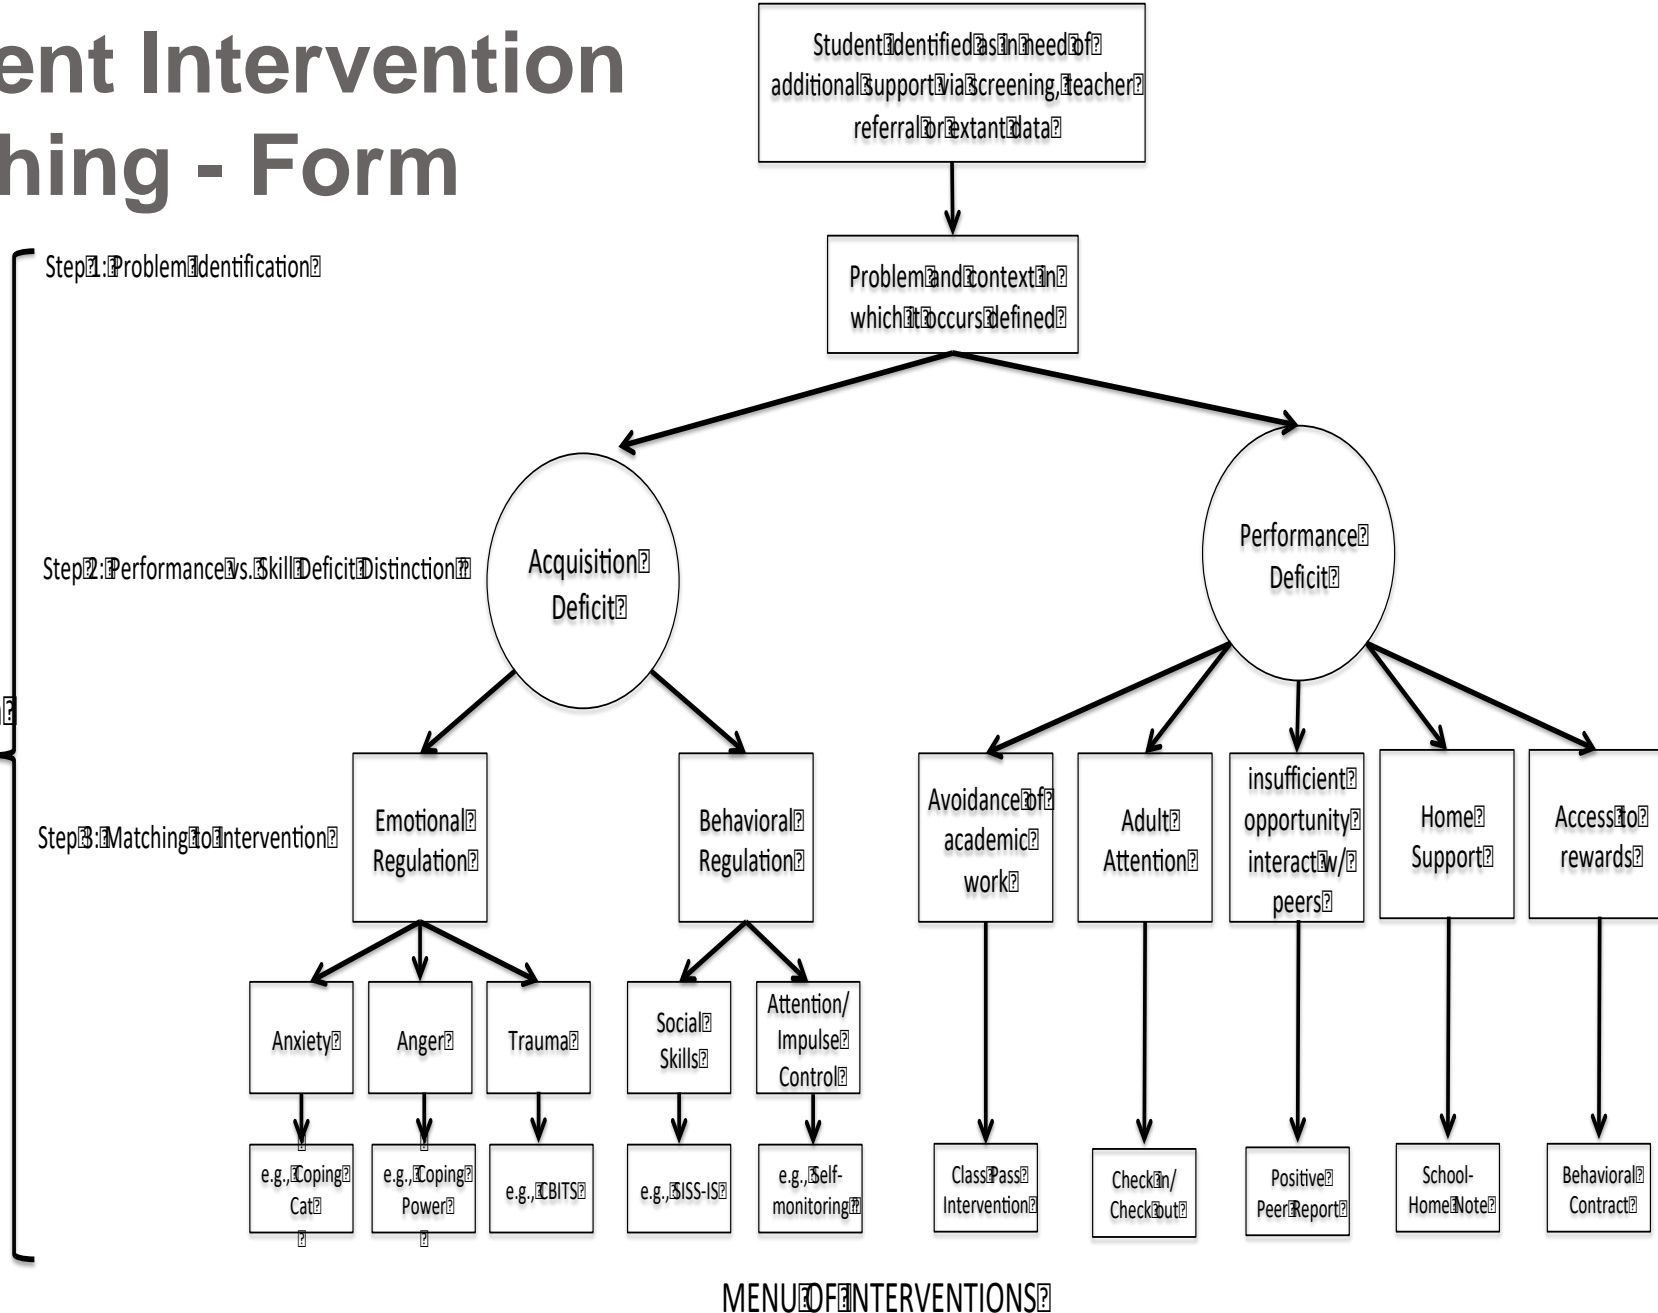 ent Intervention
hing - Form
Student identified as in need of
additional support via screening, teacher
referral or extant data
Step 1: Problem Identification
Problem and context in
which it occurs defined
Step 2: Performance vs. Skill Deficit Distinction
Acquisition
Deficit
Performance
Deficit
Step 3: Matching to Intervention
Emotional
Regulation
Behavioral
Regulation
Avoidance of
academic
work
Adult
Attention
insufficient
opportunity
interact w/
peers
Home
Support
Access to
rewards
Anxiety
Anger
Trauma
Social
Skills
Attention/
Impulse
Control
e.g., Coping
Cat
e.g., Coping
Power
e.g., CBITS
e.g., SISS-IS
e.g., Self-
monitoring
Class Pass
Intervention
Check in/
Check out
Positive
Peer Report
School-
Home Note
Behavioral
Contract
MENU OF INTERVENTIONS